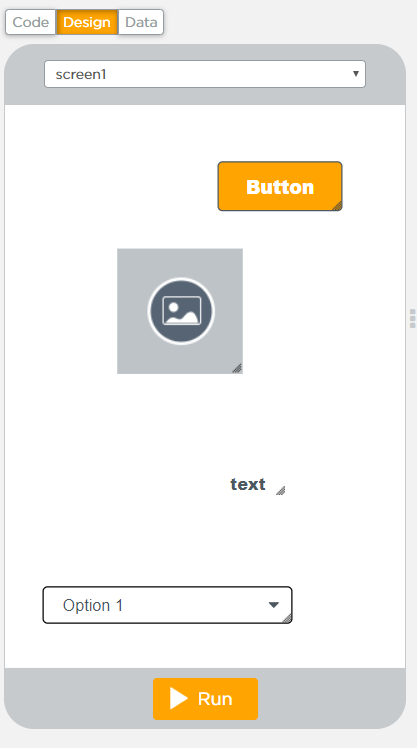 Code Design Data
screen1
Button
text
Option 1
Run